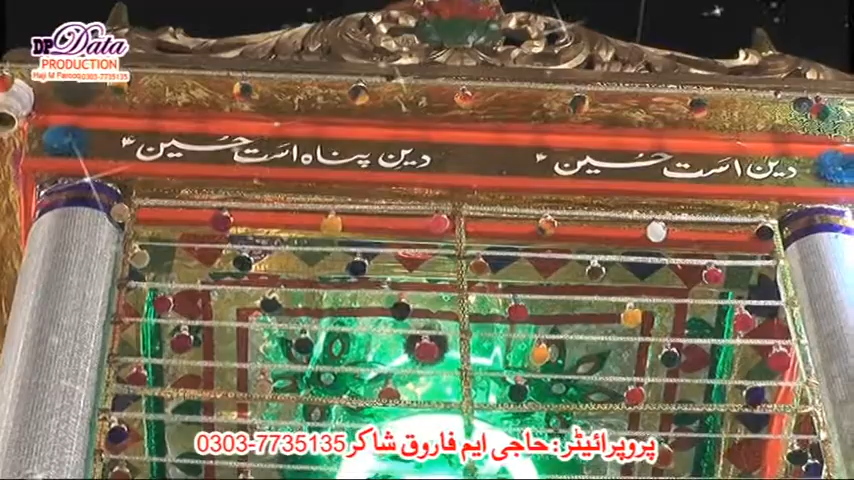 DP Data
PRODUCTION
Haji M Farooq 0303-7735135
دین است حسینؑ دین پناہ است حسینؑ
پروپرائیٹر: حاجی ایم فاروق شاکر 0303-7735135